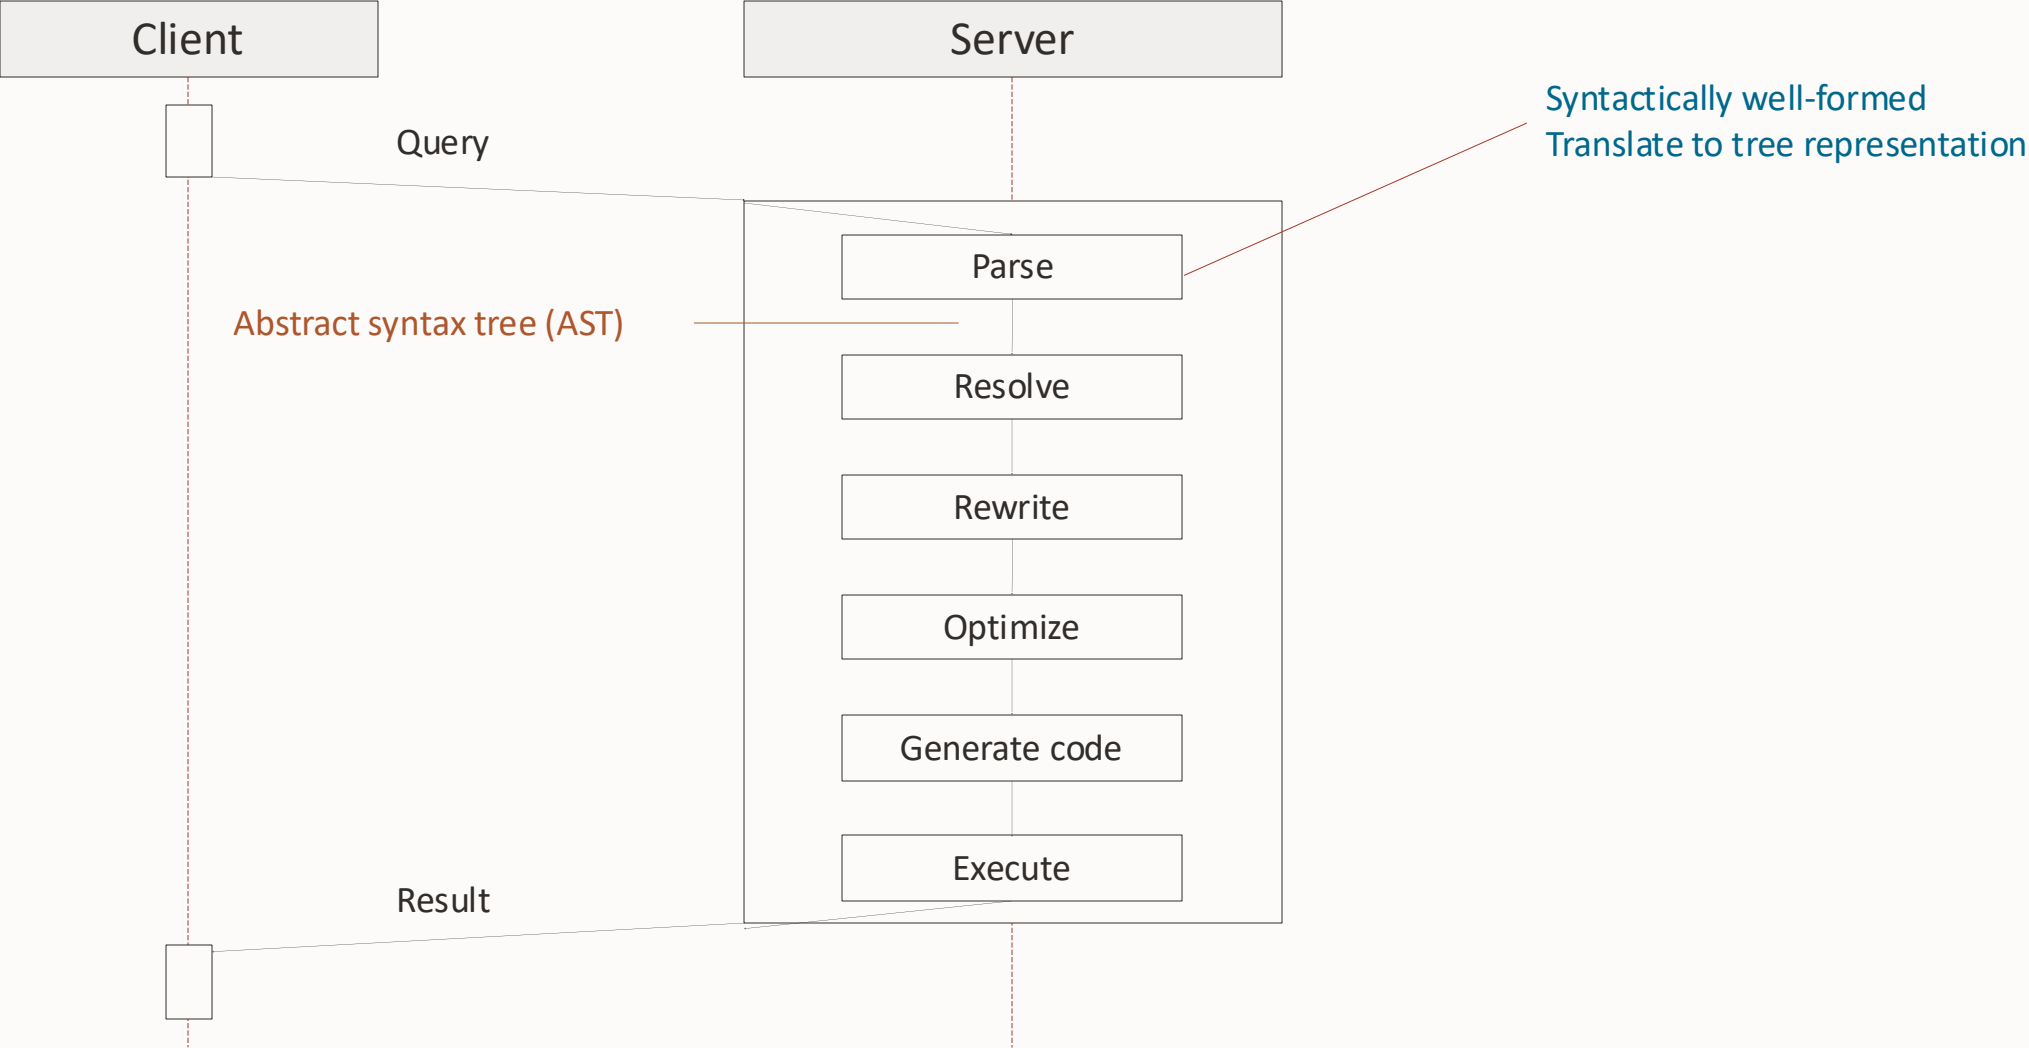 Client
Server
Syntactically well-formed
Translate to tree representation
Query
Parse
Abstract syntax tree (AST)
Resolve
Rewrite
Optimize
Generate code
Execute
Result